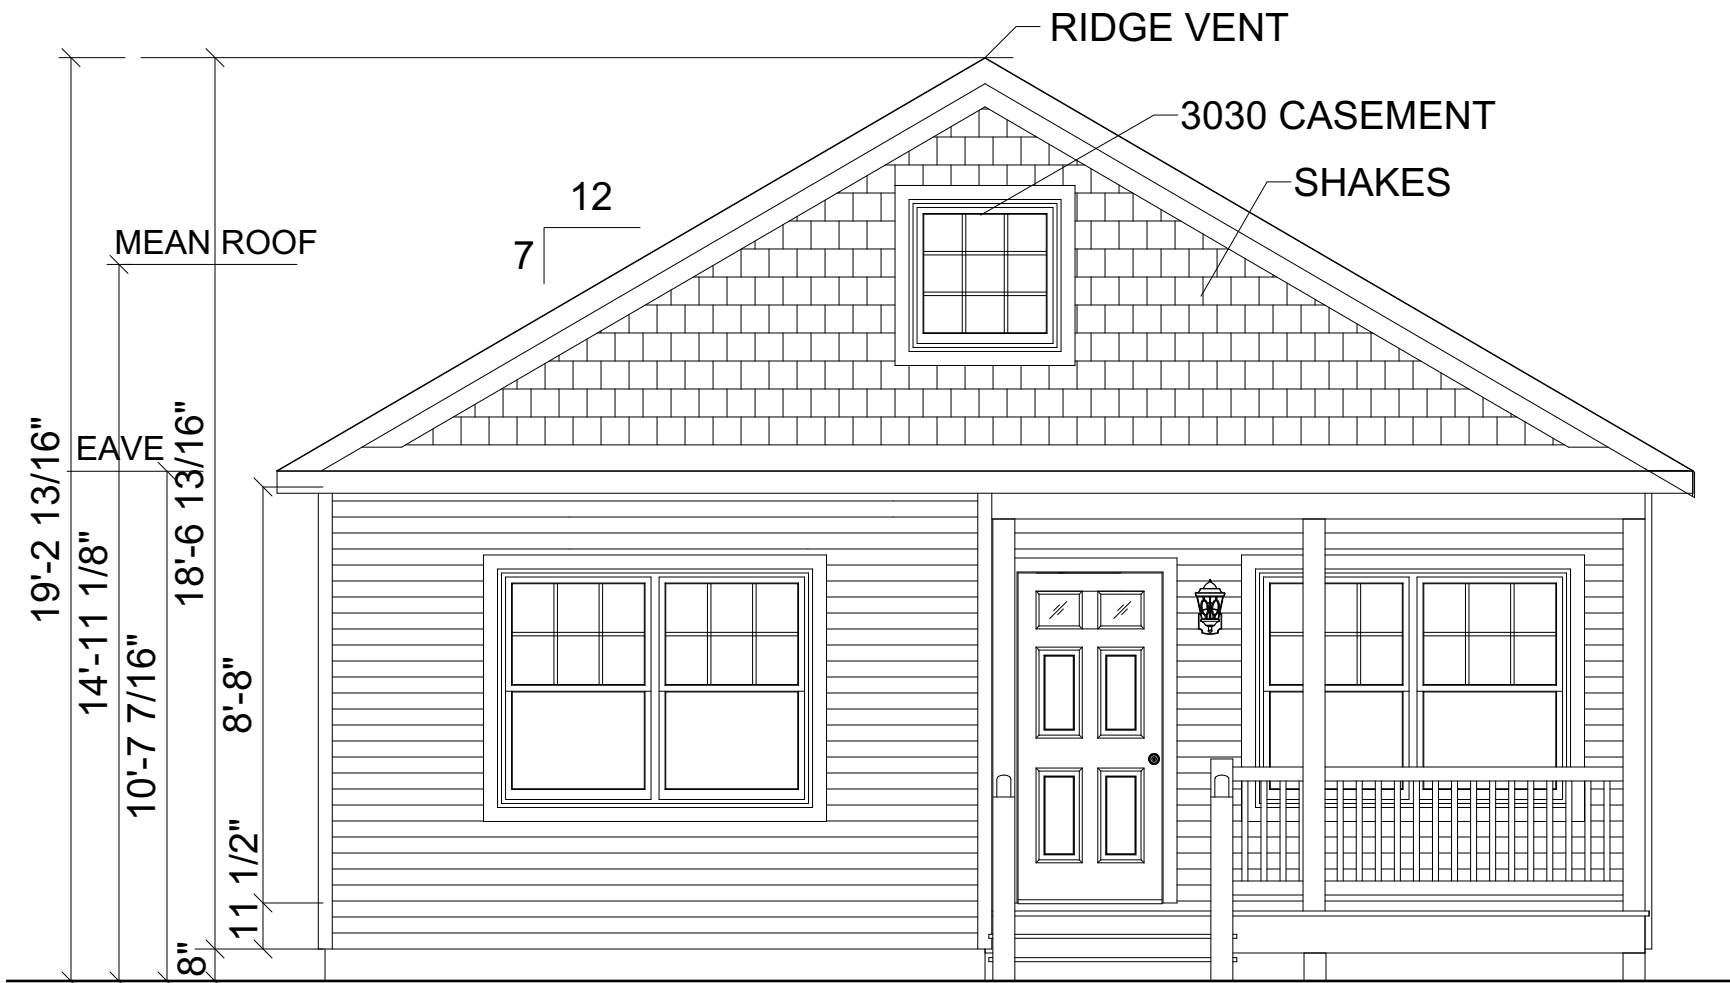 RIDGE VENT
3030 CASEMENT
SHAKES
12
7
MEAN ROOF
EAVE
19'-2 13/16"
14'-11 1/8"
10'-7 7/16"
18'-6 13/16"
8'-8"
11 1/2"
8"